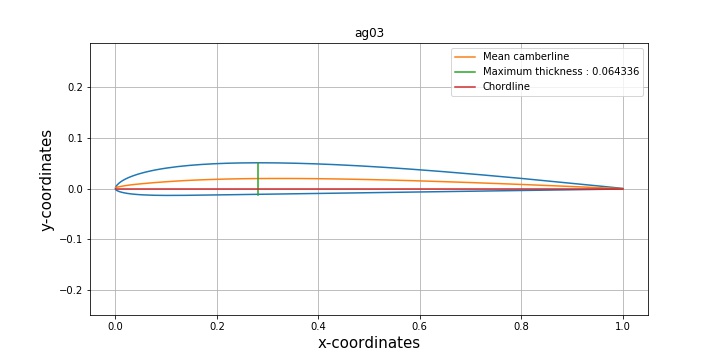 ag03
Mean camberline
Maximum thickness : 0.064336
Chordline
y-coordinates
0.2
0.1
0.0
−0.1
−0.2
0.0 0.2 0.4 0.6 0.8 1.0
x-coordinates